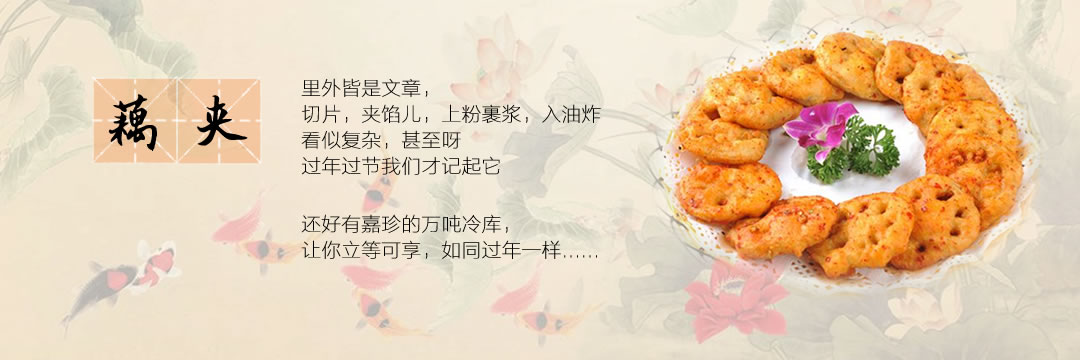 藕夹
里外皆是文章，
切片，夹馅儿，上粉裹浆，入油炸
看似复杂，甚至呀
过年过节我们才记起它
还好有嘉珍的万吨冷库，
让你立等可享，如同过年一样……